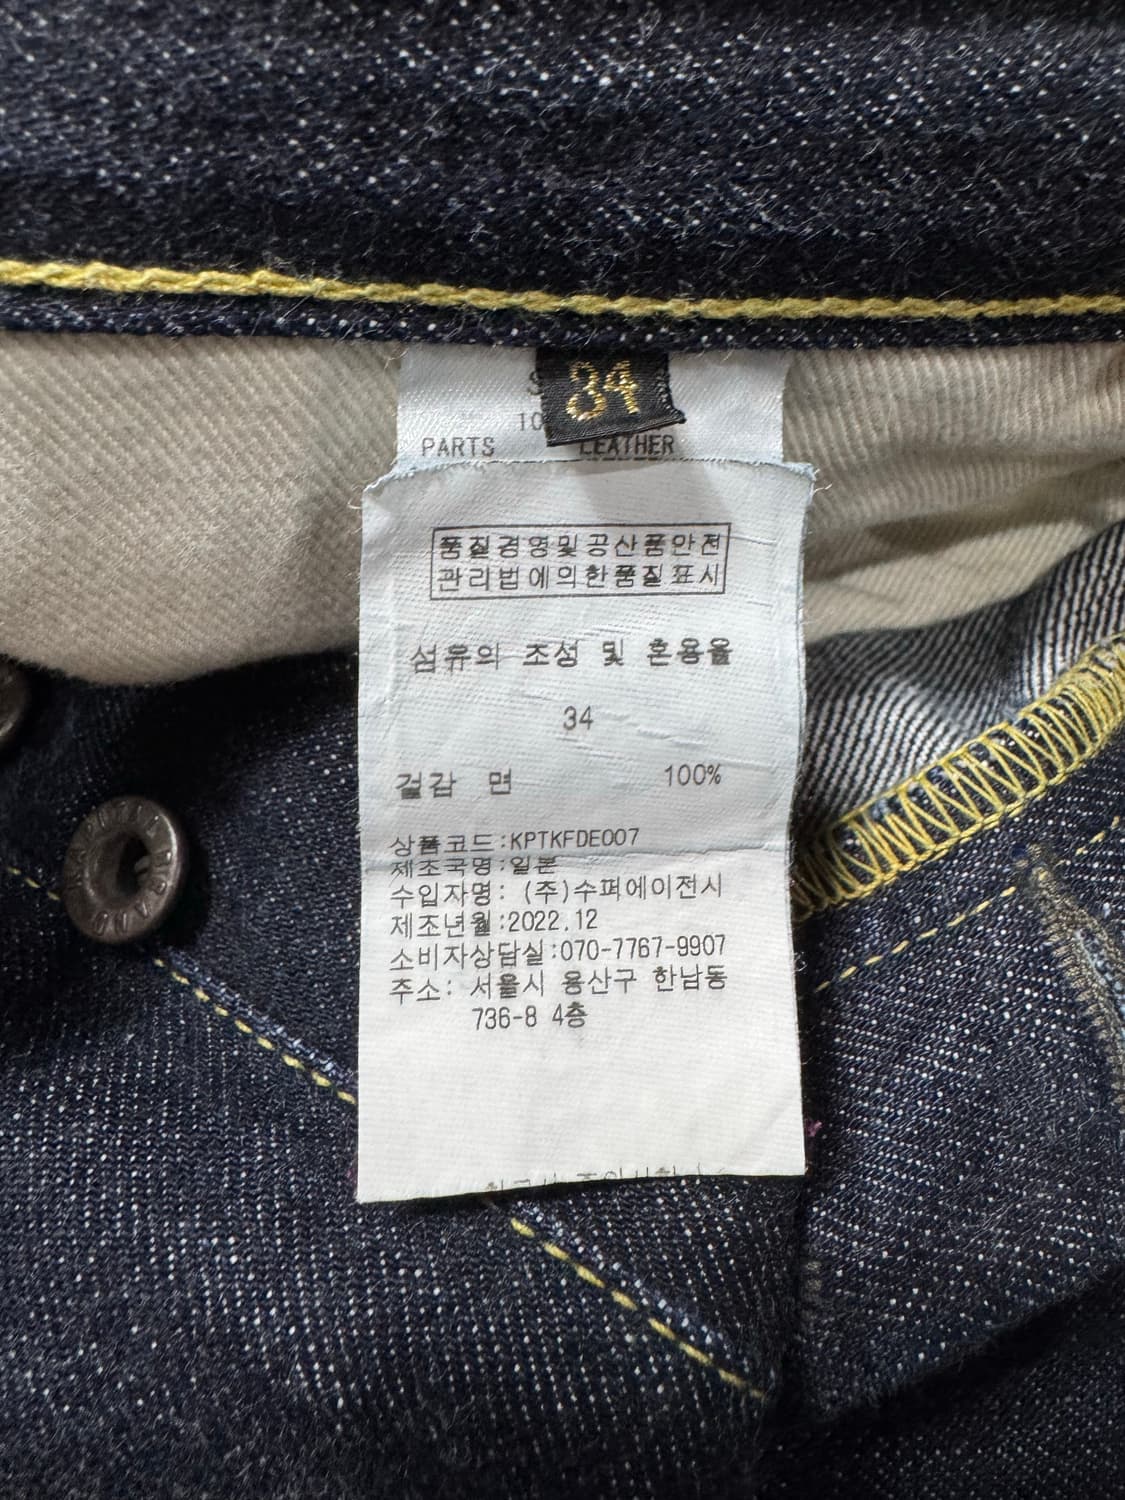 34
PARTS LEATHER
품질경영및공산품안전
관리법에의한품질표시
섬유의 조성 및 혼용율
34
겉감 면 100%
상품코드:KPTKFDE007
제조국명:일본
수입자명: (주)수퍼에이전시
제조년월:2022.12
소비자상담실:070-7767-9907
주소: 서울시 용산구 한남동
736-8 4층